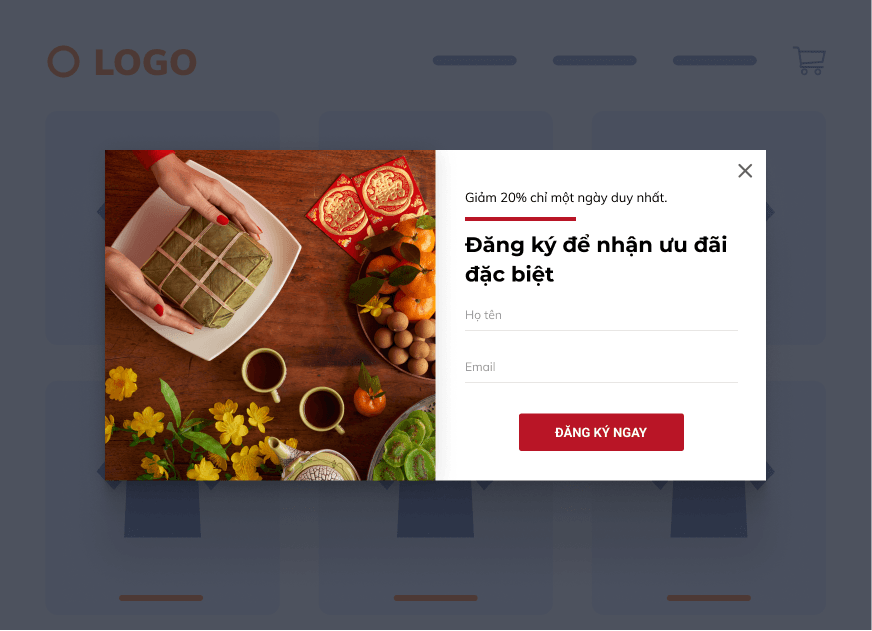 LOGO
Giảm 20% chỉ một ngày duy nhất.
Đăng ký để nhận ưu đãi
đặc biệt
Họ tên
Email
ĐĂNG KÝ NGAY